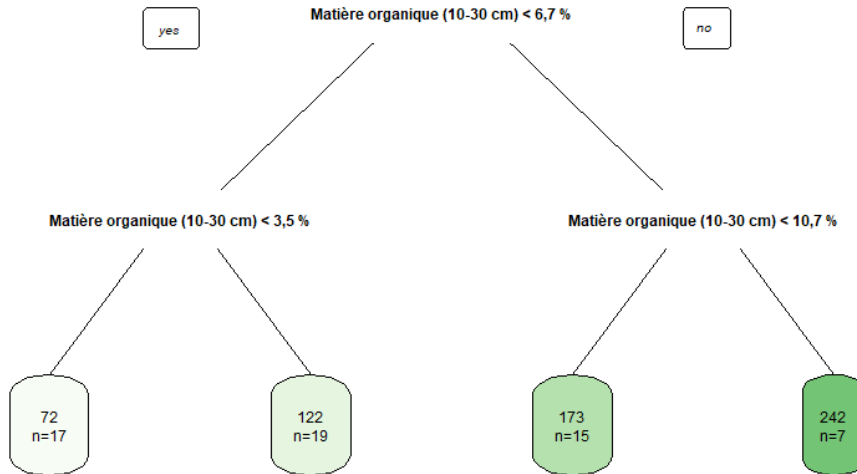 Matière organique (10-30 cm) < 6,7 %
yes
no
Matière organique (10-30 cm) < 3,5 %
Matière organique (10-30 cm) < 10,7 %
72
n=17
122
n=19
173
n=15
242
n=7